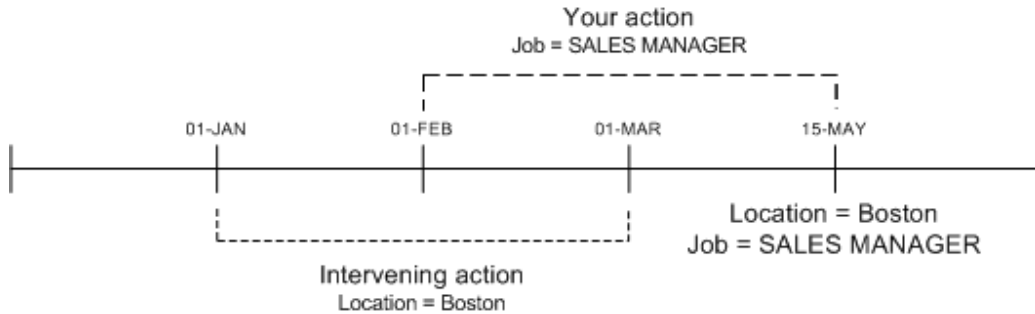 Your action
Job = SALES MANAGER
01-JAN 01-FEB 01-MAR 15-MAY
Location = Boston
Job = SALES MANAGER
Intervening action
Location = Boston